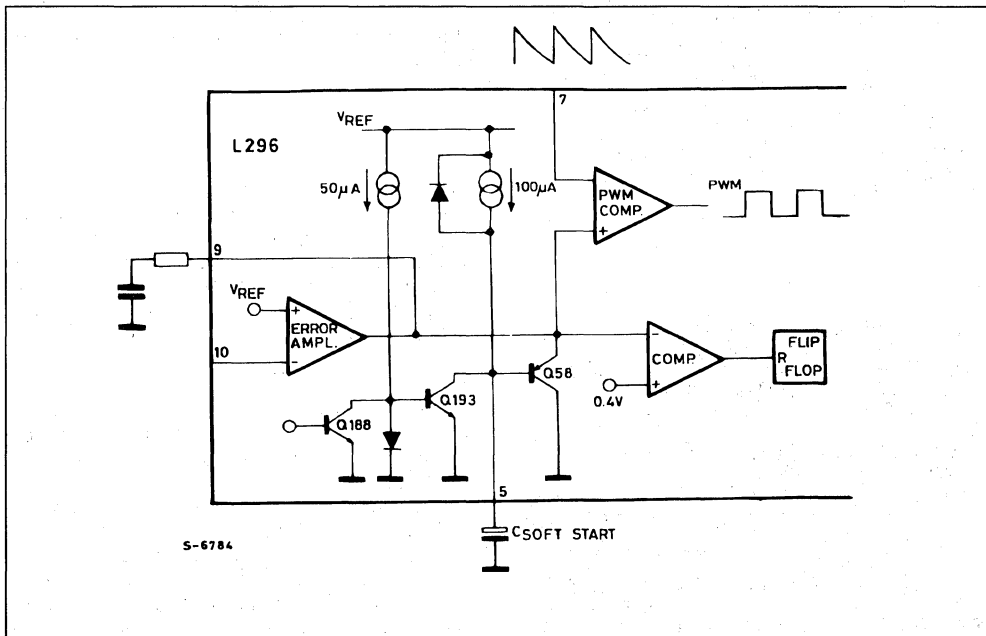 7
VREF
L296
50μA
100μA
PWM
COMP.
+
PWM
9
VREF
+
ERROR
AMPL.
-
10
Q188
Q193
Q58
-
COMP.
+
0.4V
FLIP
R
FLOP
5
CSOFT START
S-6784